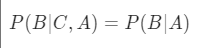 P(B|C, A) = P(B|A)